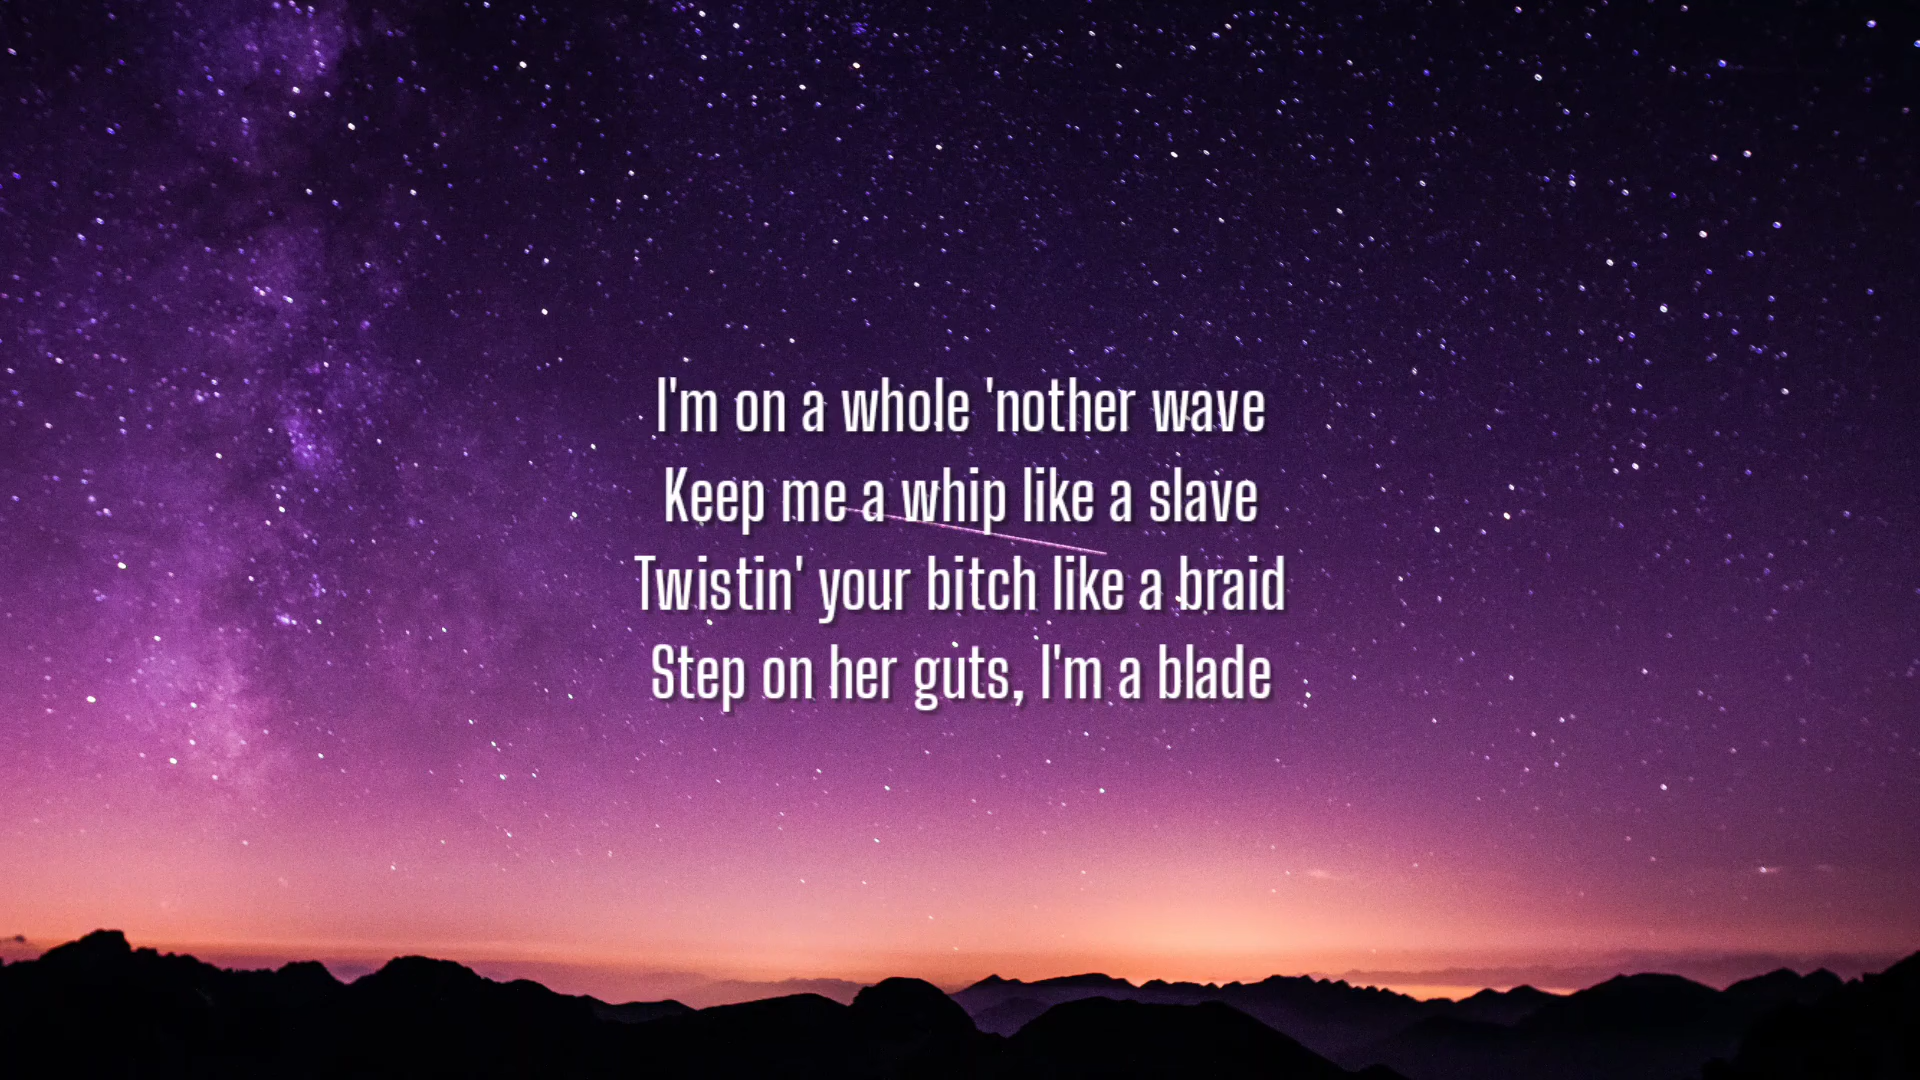 I'm on a whole 'nother wave
Keep me a whip like a slave
Twistin' your bitch like a braid
Step on her guts, I'm a blade